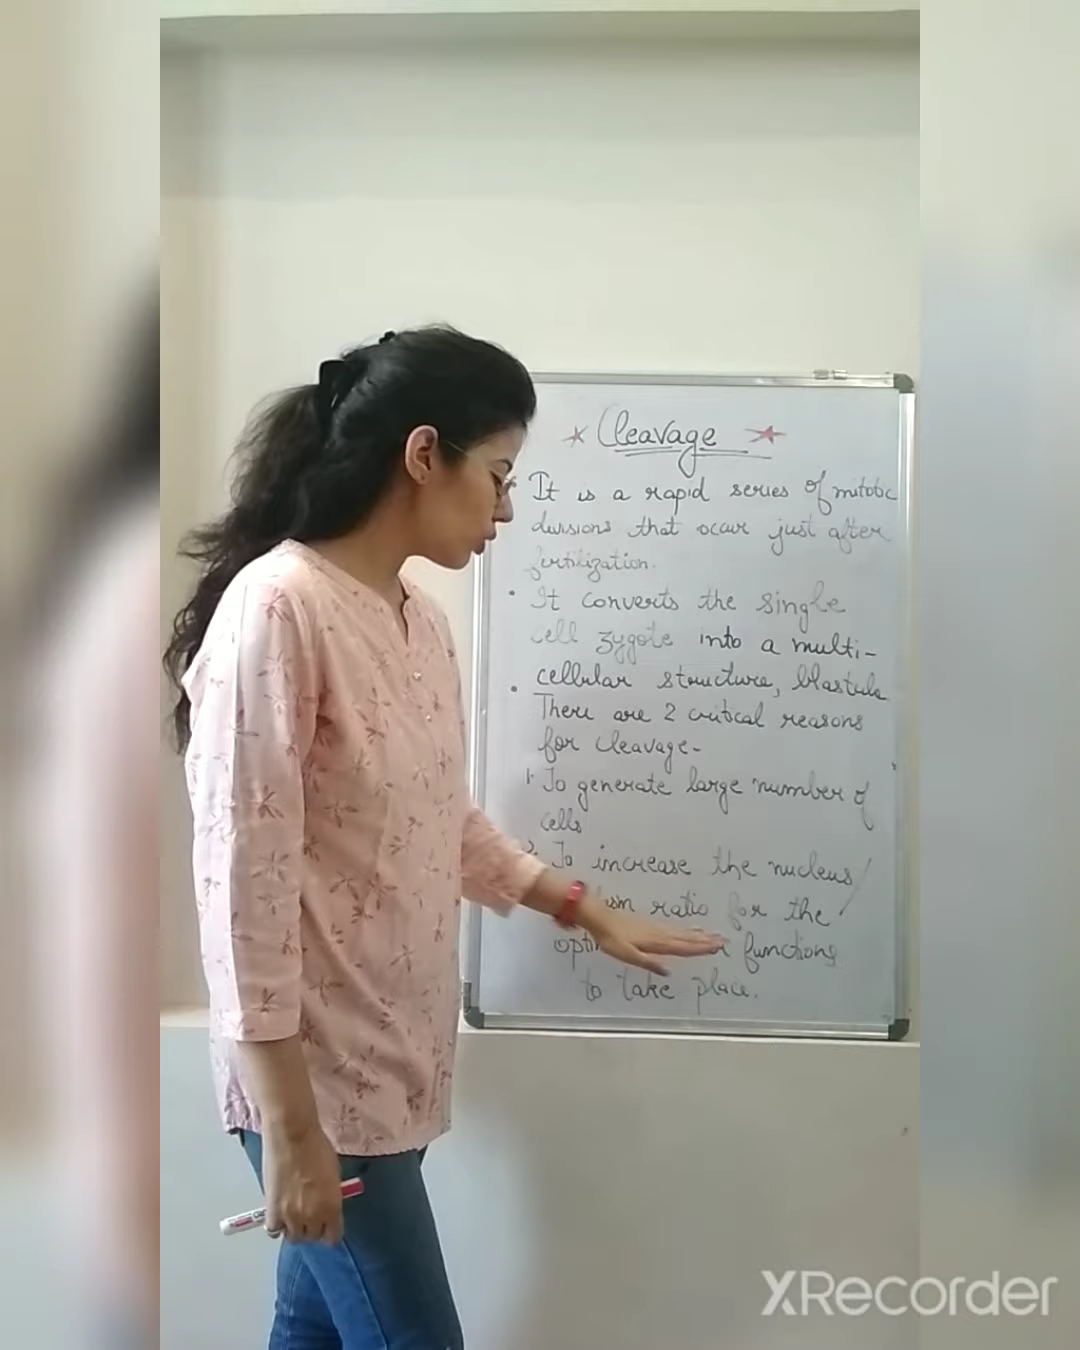 Cleavage
It is a rapid series of mitotic
divisions that occur just after
fertilization.
It converts the single
cell zygote into a multi-
cellular structure, blastula
There are 2 critical reasons
for cleavage-
1. To generate large number of
cells
2. To increase the nucleus/
ratio for the
functions
to take place.
XRecorder